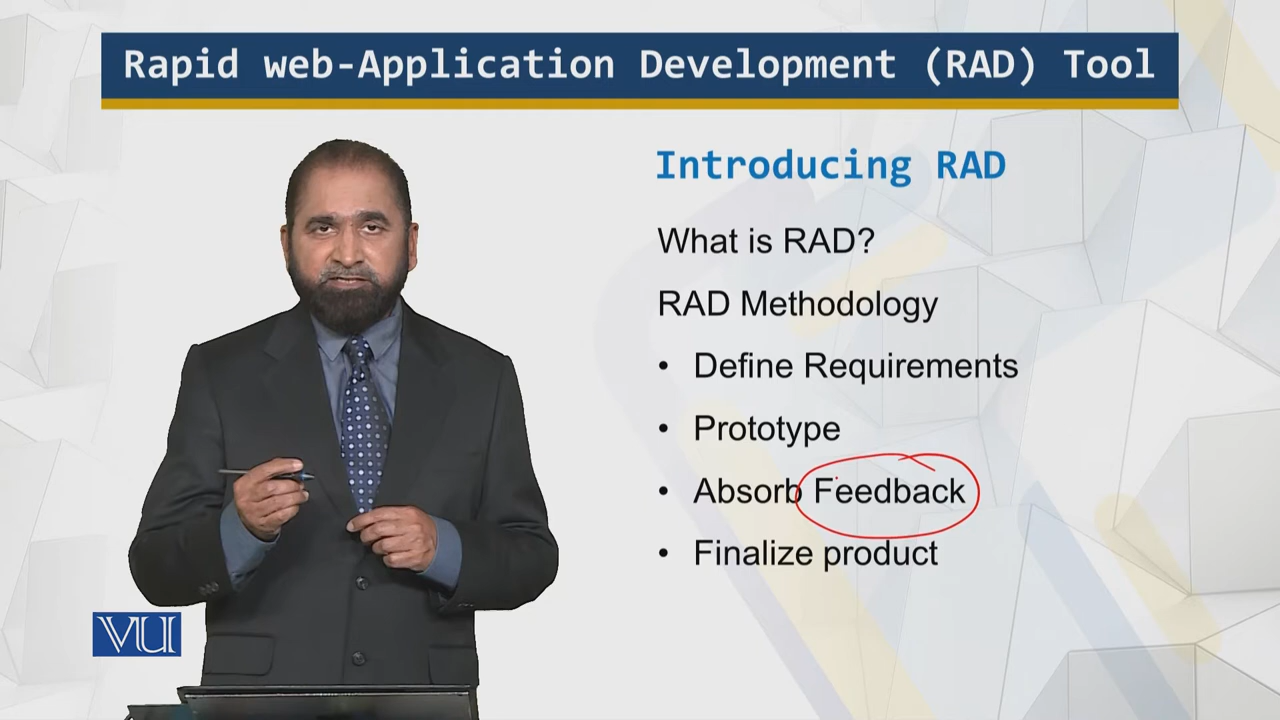 Rapid web-Application Development (RAD) Tool
Introducing RAD
What is RAD?
RAD Methodology
• Define Requirements
• Prototype
• Absorb Feedback
• Finalize product
VU